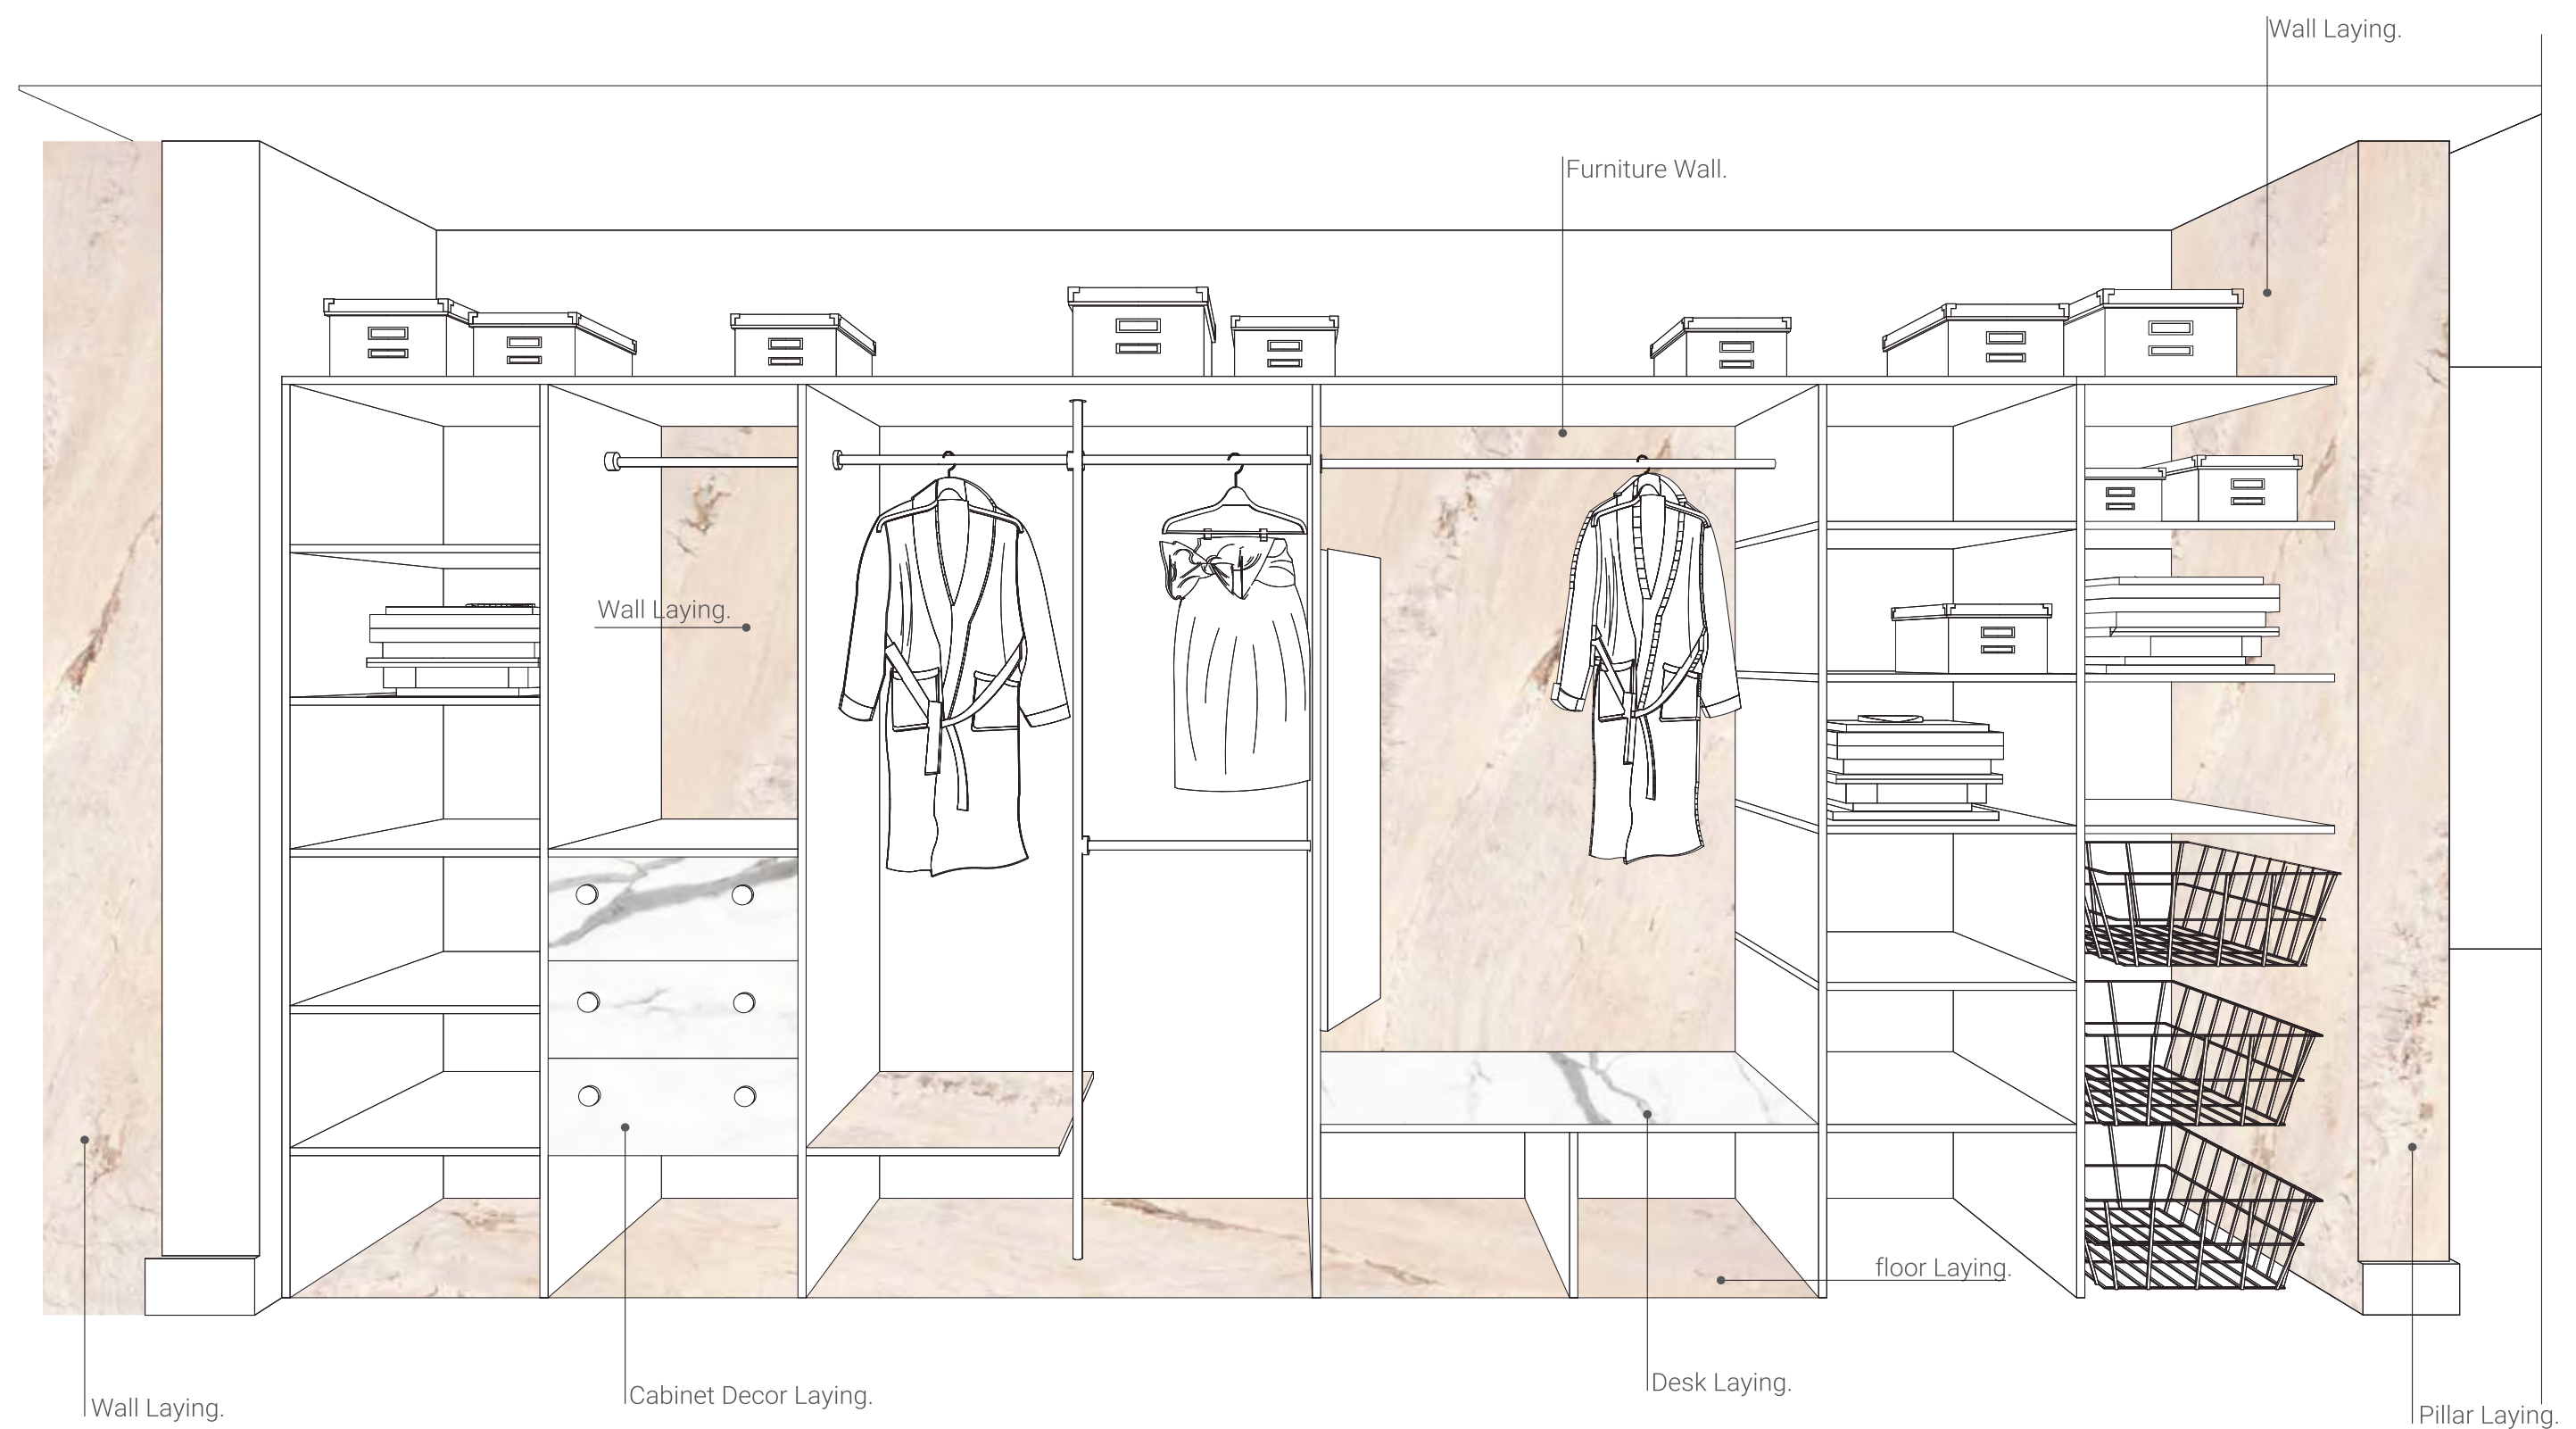 Wall Laying.
Furniture Wall.
Wall Laying.
floor Laying.
Desk Laying.
Cabinet Decor Laying.
Wall Laying.
Pillar Laying.